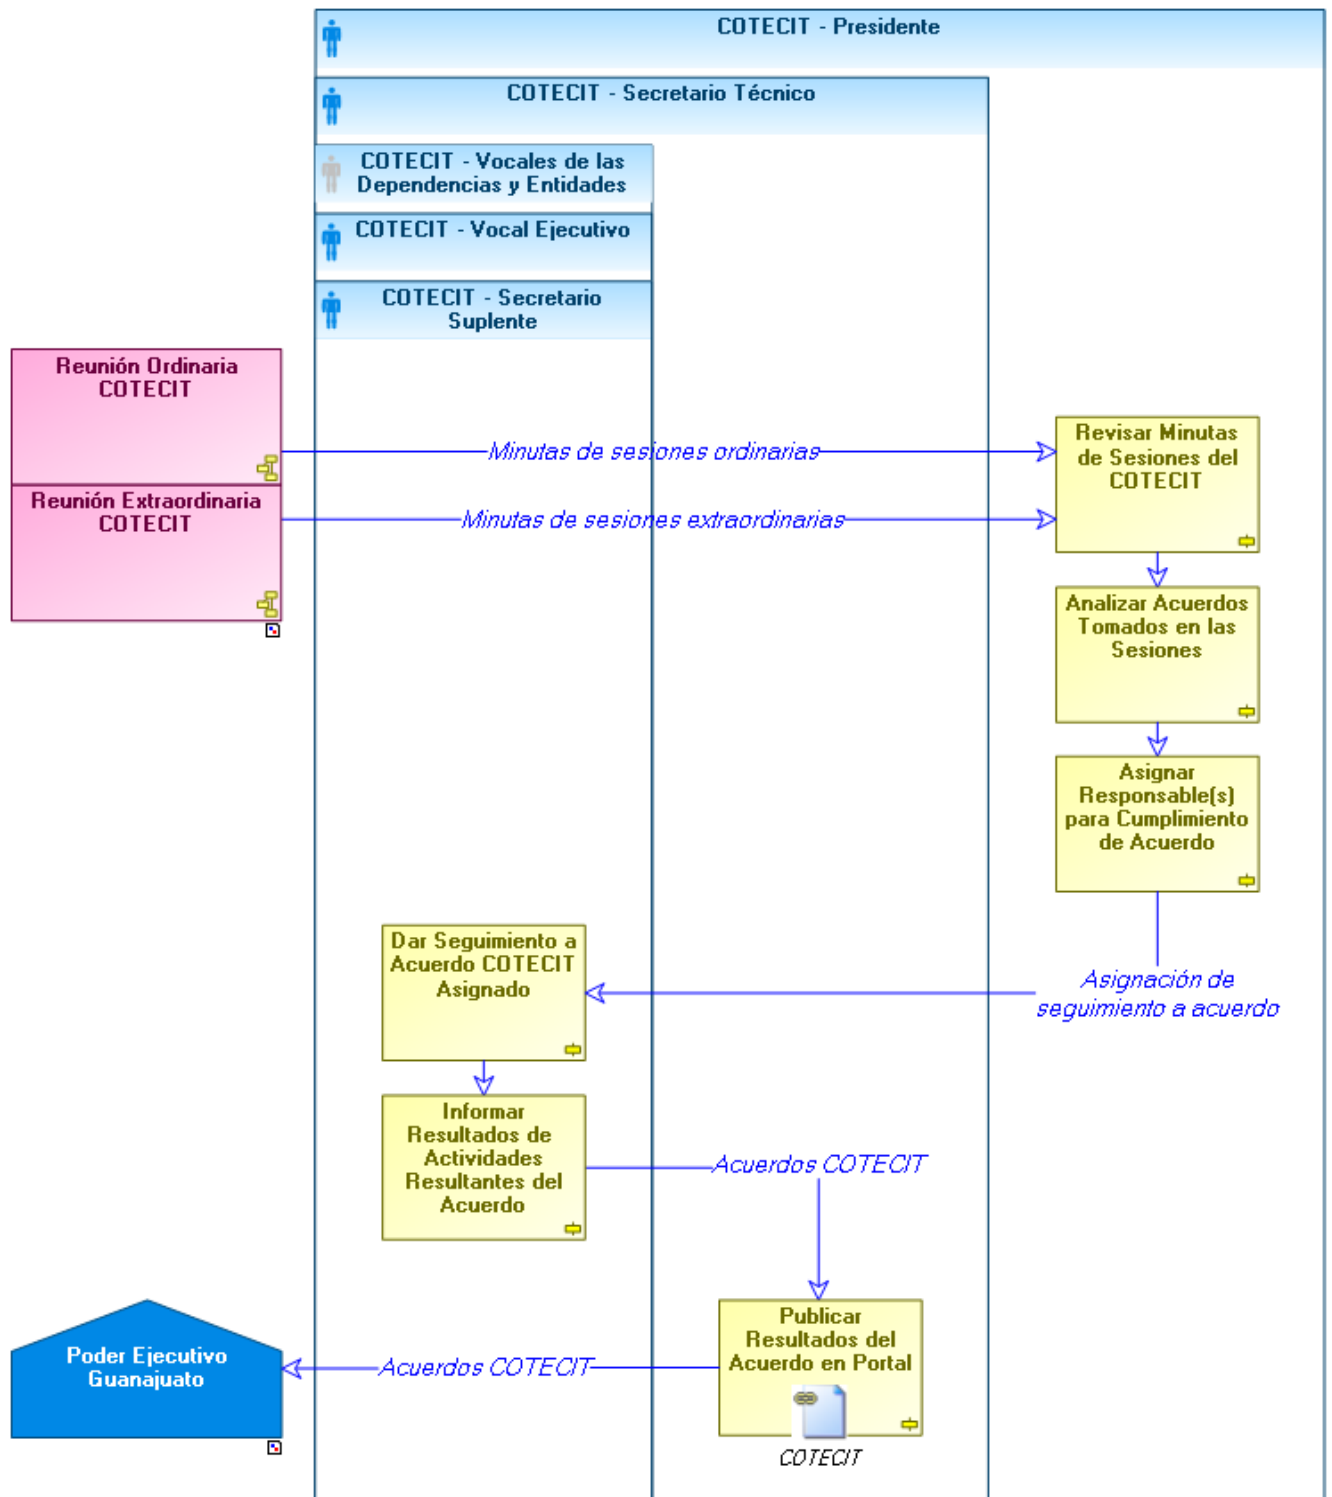 COTECIT - Presidente
COTECIT - Secretario Técnico
COTECIT - Vocales de las
Dependencias y Entidades
COTECIT - Vocal Ejecutivo
COTECIT - Secretario
Suplente
Reunión Ordinaria
COTECIT
Minutas de sesiones ordinarias
Revisar Minutas
de Sesiones del
COTECIT
Reunión Extraordinaria
COTECIT
Minutas de sesiones extraordinarias
Analizar Acuerdos
Tomados en las
Sesiones
Asignar
Responsable(s)
para Cumplimiento
de Acuerdo
Asignación de
seguimiento a acuerdo
Dar Seguimiento a
Acuerdo COTECIT
Asignado
Informar
Resultados de
Actividades
Resultantes del
Acuerdo
Acuerdos COTECIT
Publicar
Resultados del
Acuerdo en Portal
COTECIT
Acuerdos COTECIT
Poder Ejecutivo
Guanajuato